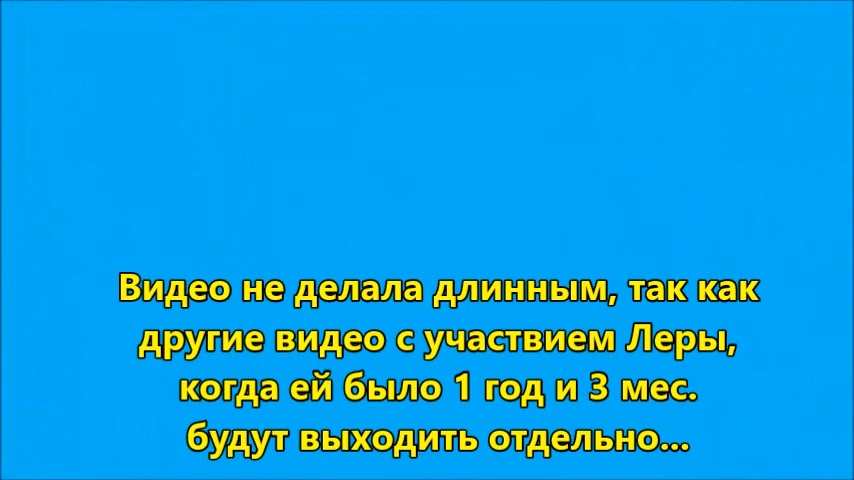 Видео не делала длинным, так как
другие видео с участвием Леры,
когда ей было 1 год и 3 мес.
будут выходить отдельно...